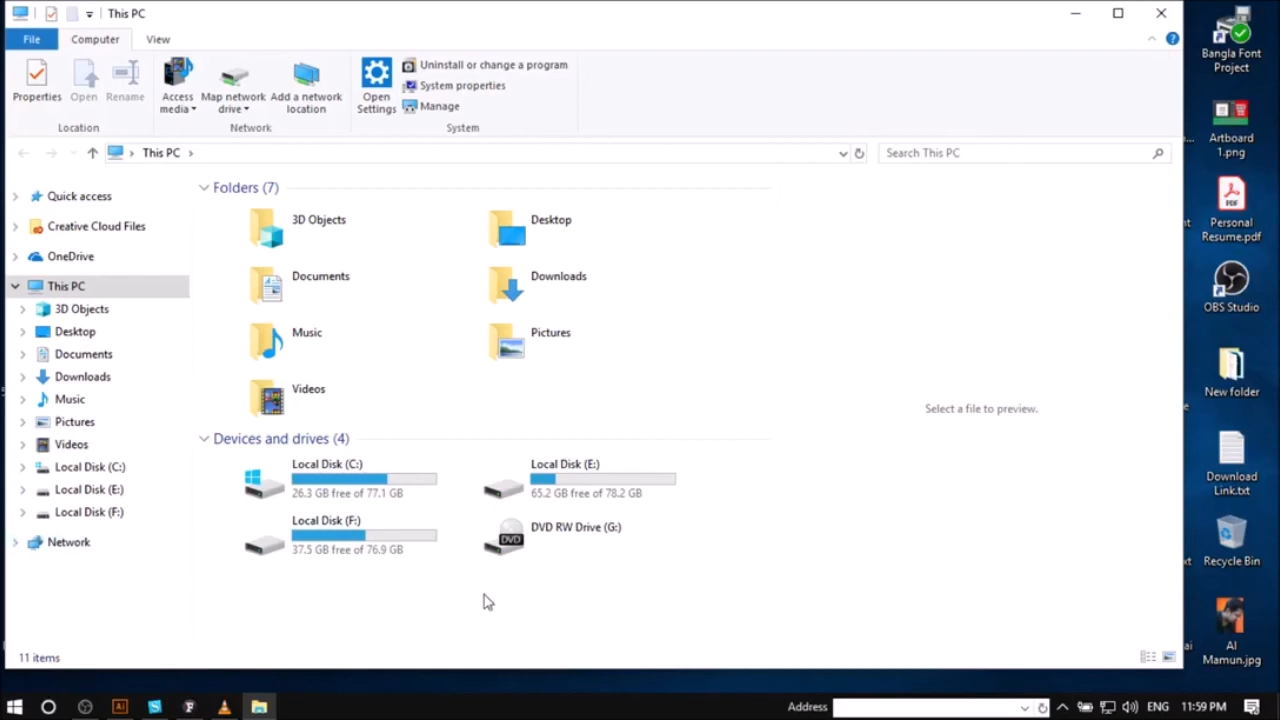 This PC
File
Computer
View
Properties
Open
Rename
Location
Access media
Map network drive
Add a network location
Network
Open Settings
Uninstall or change a program
System properties
Manage
System
This PC
Search This PC
Quick access
Creative Cloud Files
OneDrive
This PC
3D Objects
Desktop
Documents
Downloads
Music
Pictures
Videos
Local Disk (C:)
Local Disk (E:)
Local Disk (F:)
Network
Folders (7)
3D Objects
Desktop
Documents
Downloads
Music
Pictures
Videos
Devices and drives (4)
Local Disk (C:)
26.3 GB free of 77.1 GB
Local Disk (E:)
65.2 GB free of 78.2 GB
Local Disk (F:)
37.5 GB free of 76.9 GB
DVD
DVD RW Drive (G:)
Select a file to preview.
11 items
Bangla Font
Project
Artboard
1.png
PDF
Personal
Resume.pdf
OBS Studio
New folder
Download
Link.txt
Recycle Bin
Al
Mamun.jpg
Ai
S
Address
ENG
11:59 PM